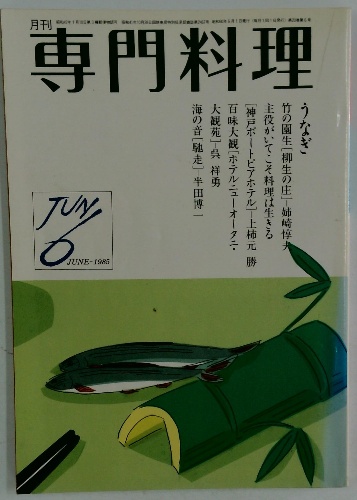 月刊
専門料理
うなぎ
竹の園生[柳生の庄]―姉崎惇夫
主役がいてこそ料理は生きる
[神戸ポートピアホテル]―上柿元 勝
百味大観[ホテルニューオータニ・
大観苑]―呉 祥勇
海の音[馳走]―半田博一
JUN/
6
JUNE-1985